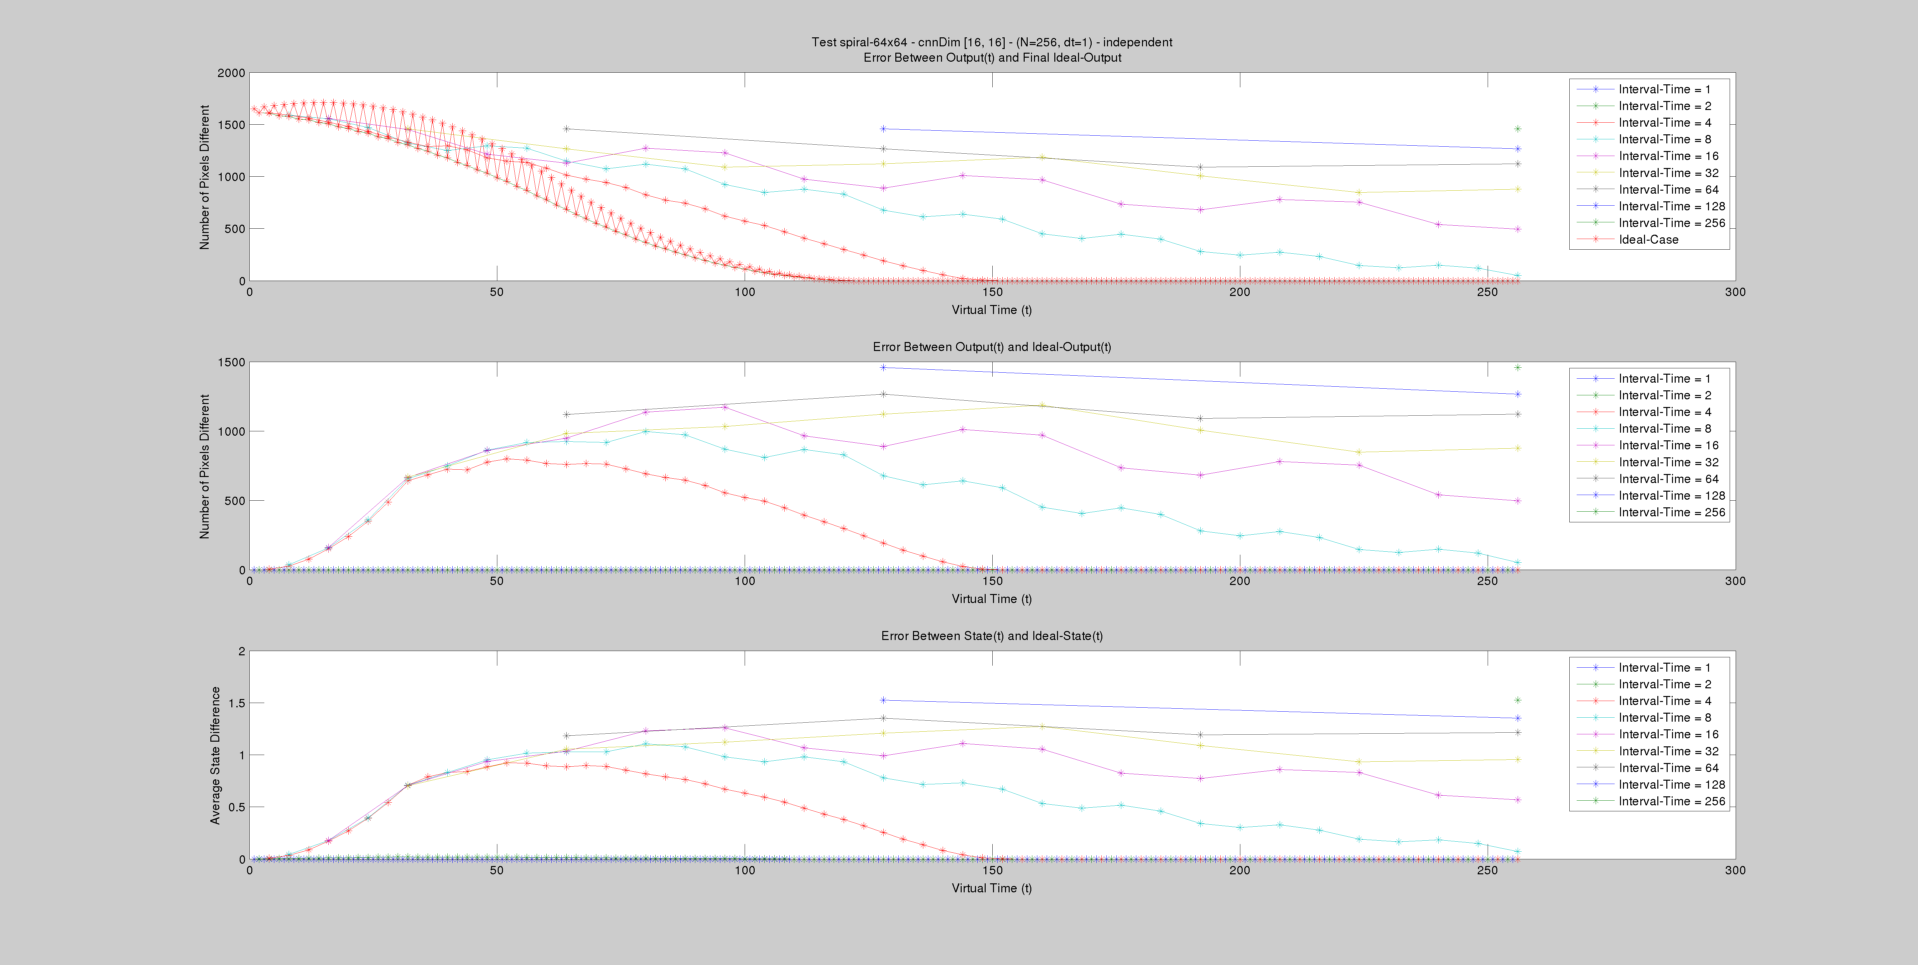 Test spiral-64x64 - cnnDim [16, 16] - (N=256, dt=1) - independent
Error Between Output(t) and Final Ideal-Output
Number of Pixels Different
2000
1500
1000
500
0
0 50 100 150 200 250 300
Virtual Time (t)
Interval-Time = 1
Interval-Time = 2
Interval-Time = 4
Interval-Time = 8
Interval-Time = 16
Interval-Time = 32
Interval-Time = 64
Interval-Time = 128
Interval-Time = 256
Ideal-Case
Error Between Output(t) and Ideal-Output(t)
Number of Pixels Different
1500
1000
500
0
0 50 100 150 200 250 300
Virtual Time (t)
Interval-Time = 1
Interval-Time = 2
Interval-Time = 4
Interval-Time = 8
Interval-Time = 16
Interval-Time = 32
Interval-Time = 64
Interval-Time = 128
Interval-Time = 256
Error Between State(t) and Ideal-State(t)
Average State Difference
2
1.5
1
0.5
0
0 50 100 150 200 250 300
Virtual Time (t)
Interval-Time = 1
Interval-Time = 2
Interval-Time = 4
Interval-Time = 8
Interval-Time = 16
Interval-Time = 32
Interval-Time = 64
Interval-Time = 128
Interval-Time = 256